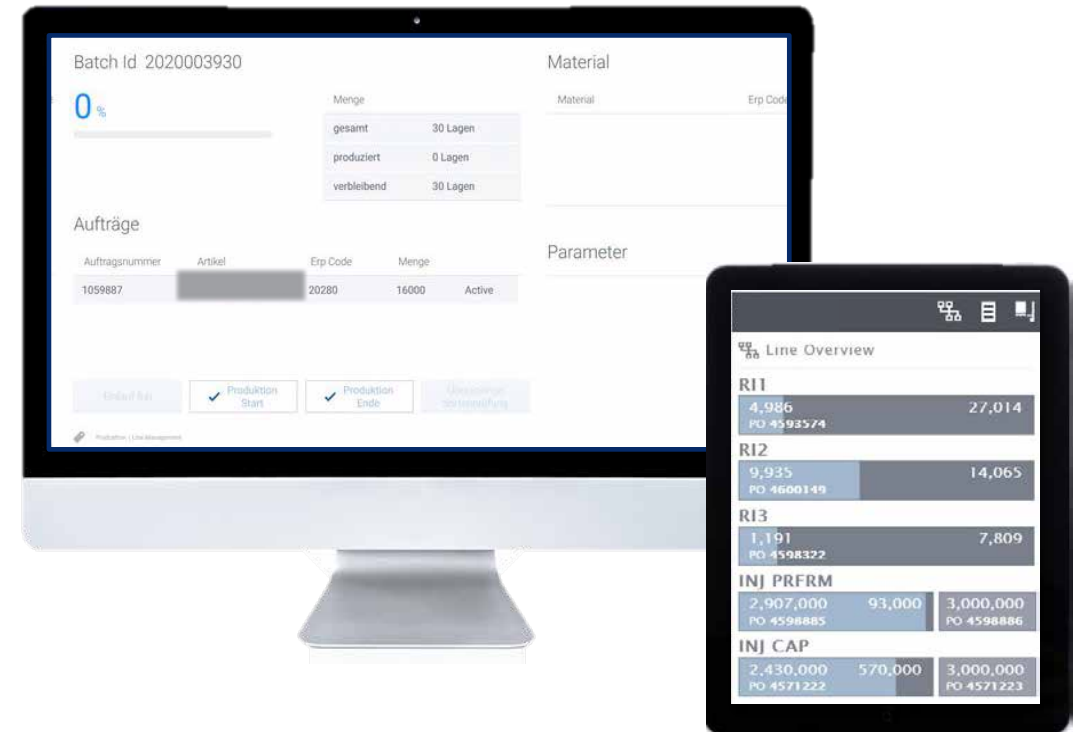 Batch Id 2020003930
0 %
Menge
gesamt 30 Lagen
produziert 0 Lagen
verbleibend 30 Lagen
Aufträge
Auftragsnummer Artikel Erp Code Menge
1059887 20280 16000 Active
Produktion Start
Produktion Ende
Produktion | Line Management
Material
Material Erp Code
Parameter
Line Overview
RI1
4,986 27,014
PO 4593574
RI2
9,935 14,065
PO 4600149
RI3
1,191 7,809
PO 4598322
INJ PRFRM
2,907,000 93,000 3,000,000
PO 4598885 PO 4598886
INJ CAP
2,430,000 570,000 3,000,000
PO 4571222 PO 4571223